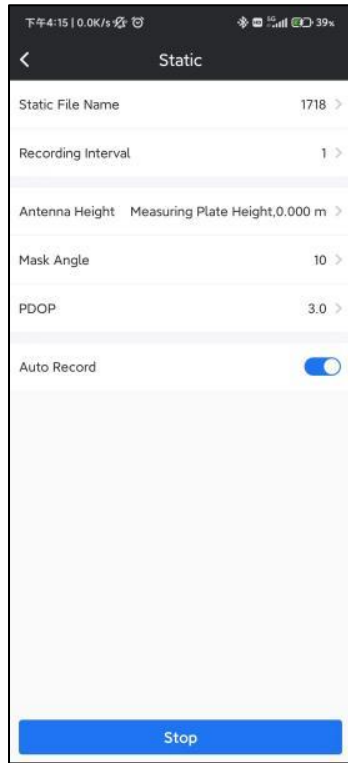 下午4:15 | 0.0K/s
5G 39%
Static
Static File Name 1718
Recording Interval 1
Antenna Height Measuring Plate Height,0.000 m
Mask Angle 10
PDOP 3.0
Auto Record
Stop